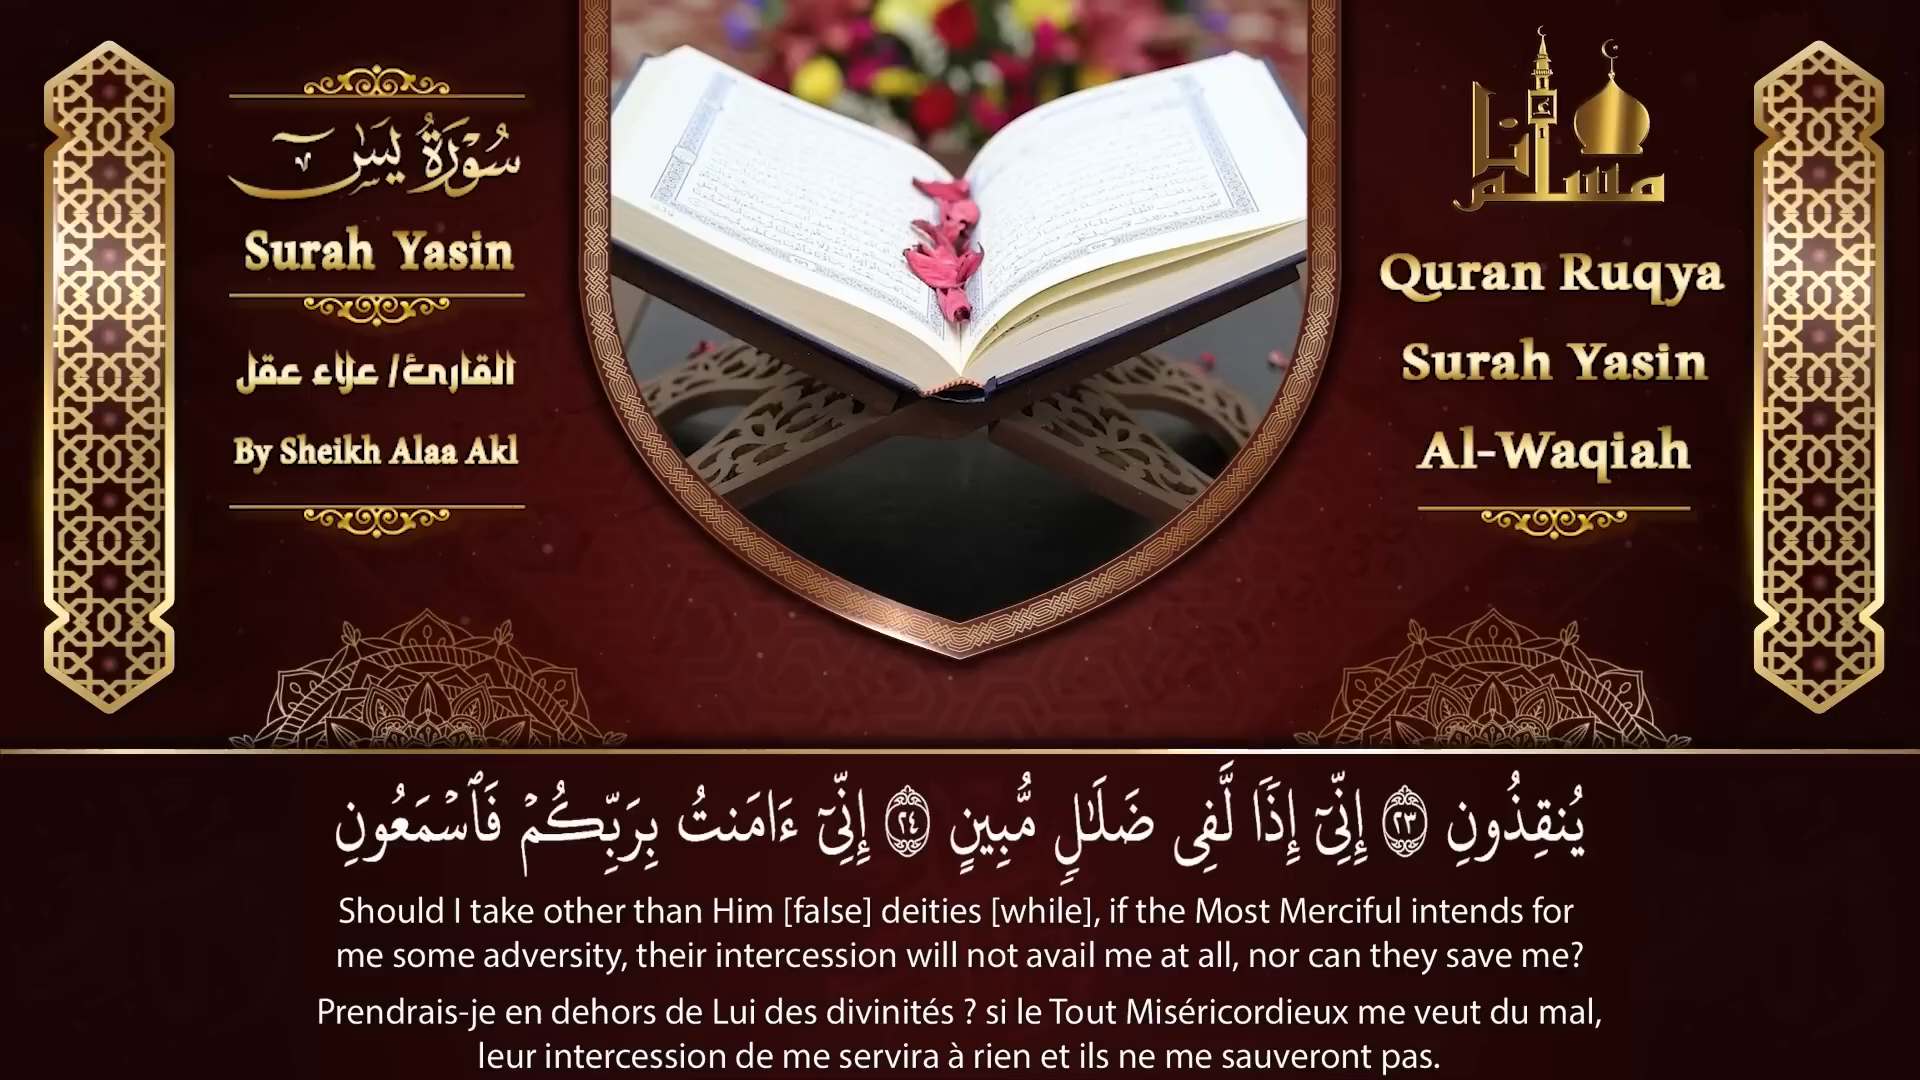 سُورَةُ يسٓ
Surah Yasin
القارئ/ علاء عقل
By Sheikh Alaa Akl
أنا مسلم
Quran Ruqya
Surah Yasin
Al-Waqiah
يُنقِذُونِ ٢٣ إِنِّىٓ إِذًا لَّفِى ضَلَـٰلٍ مُّبِينٍ ٢٤ إِنِّىٓ ءَامَنتُ بِرَبِّكُمْ فَٱسْمَعُونِ
Should I take other than Him [false] deities [while], if the Most Merciful intends for
me some adversity, their intercession will not avail me at all, nor can they save me?
Prendrais-je en dehors de Lui des divinités ? si le Tout Miséricordieux me veut du mal,
leur intercession de me servira à rien et ils ne me sauveront pas.